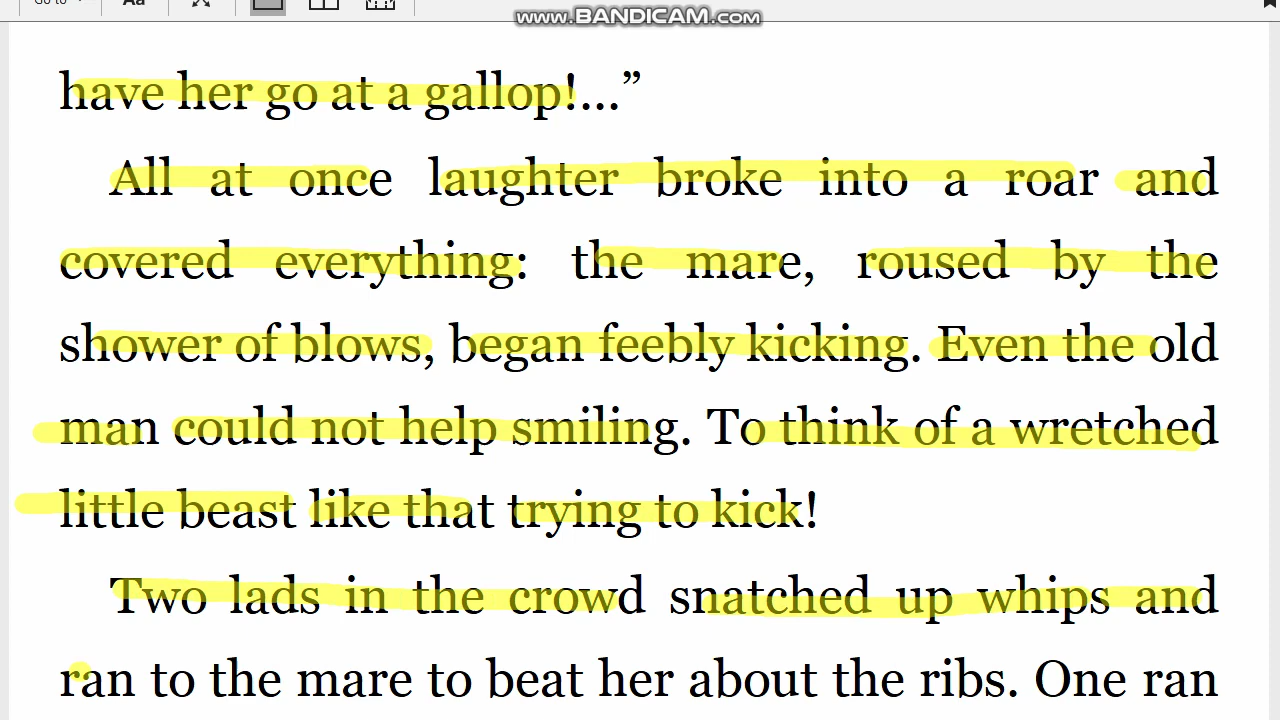 Go to
Aa
www.BANDICAM.com
have her go at a gallop!...”
All at once laughter broke into a roar and
covered everything: the mare, roused by the
shower of blows, began feebly kicking. Even the old
man could not help smiling. To think of a wretched
little beast like that trying to kick!
Two lads in the crowd snatched up whips and
ran to the mare to beat her about the ribs. One ran